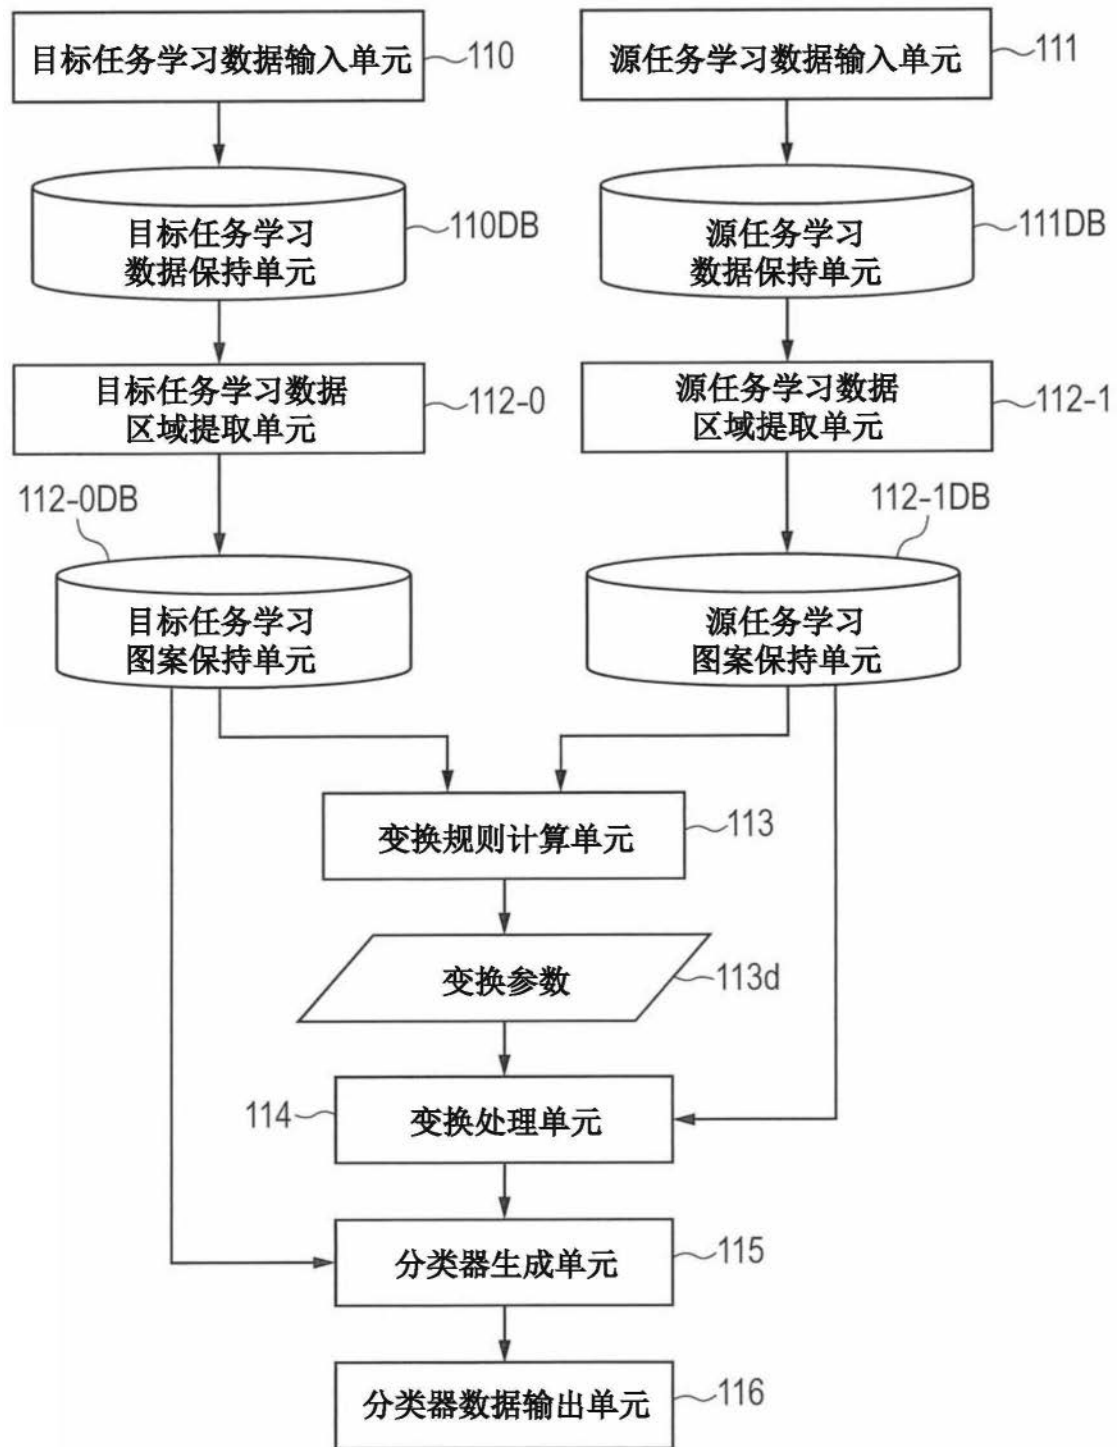 目标任务学习数据输入单元
110
源任务学习数据输入单元
111
目标任务学习
数据保持单元
110DB
源任务学习
数据保持单元
111DB
目标任务学习数据
区域提取单元
112-0
源任务学习数据
区域提取单元
112-1
112-0DB
112-1DB
目标任务学习
图案保持单元
源任务学习
图案保持单元
变换规则计算单元
113
变换参数
113d
114
变换处理单元
分类器生成单元
115
分类器数据输出单元
116